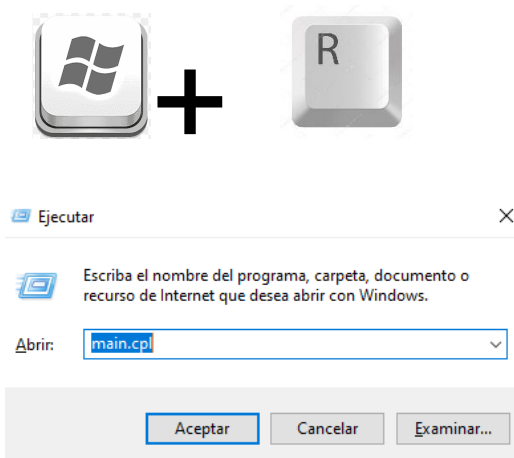 +
R
Ejecutar
Escriba el nombre del programa, carpeta, documento o
recurso de Internet que desea abrir con Windows.
Abrir: main.cpl
Aceptar Cancelar Examinar...